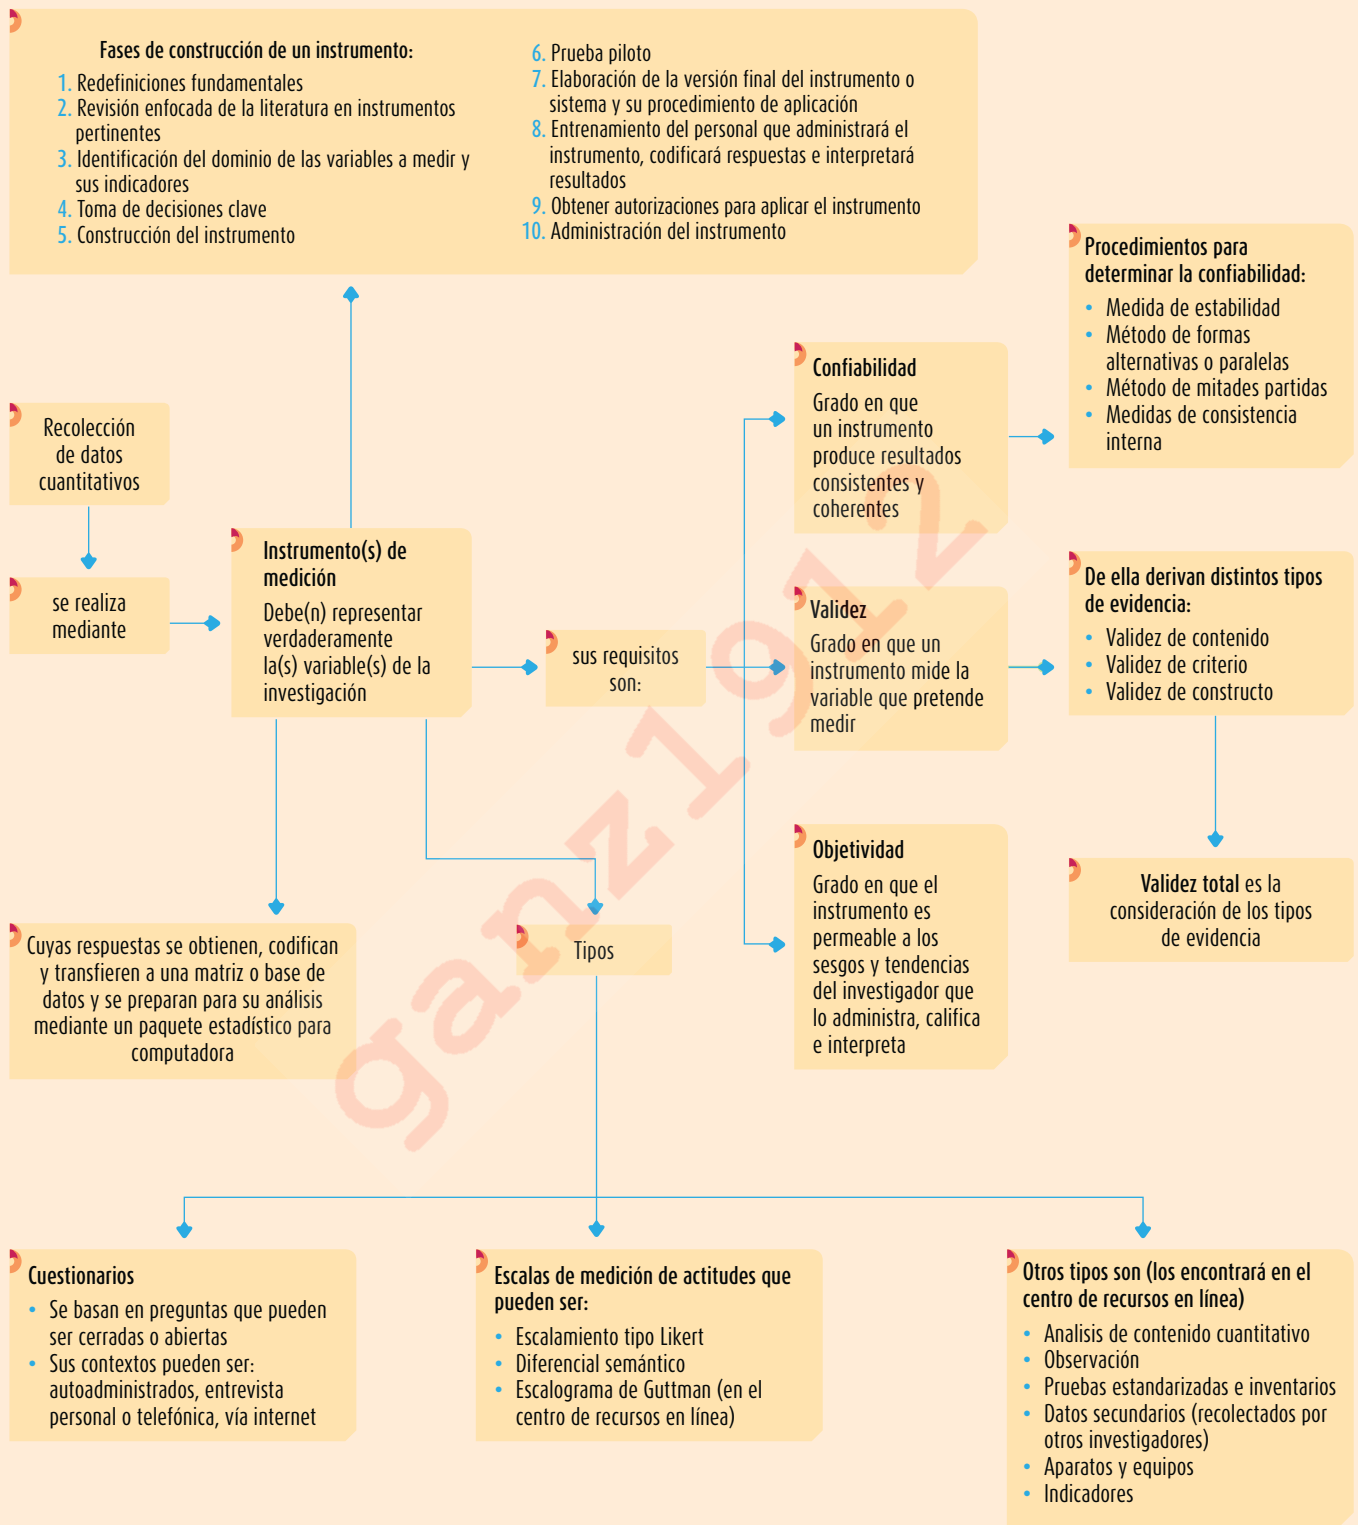 Fases de construcción de un instrumento:
1. Redefiniciones fundamentales
2. Revisión enfocada de la literatura en instrumentos
pertinentes
3. Identificación del dominio de las variables a medir y
sus indicadores
4. Toma de decisiones clave
5. Construcción del instrumento
6. Prueba piloto
7. Elaboración de la versión final del instrumento o
sistema y su procedimiento de aplicación
8. Entrenamiento del personal que administrará el
instrumento, codificará respuestas e interpretará
resultados
9. Obtener autorizaciones para aplicar el instrumento
10. Administración del instrumento
Recolección
de datos
cuantitativos
se realiza
mediante
Instrumento(s) de
medición
Debe(n) representar
verdaderamente
la(s) variable(s) de la
investigación
sus requisitos
son:
Confiabilidad
Grado en que
un instrumento
produce resultados
consistentes y
coherentes
Procedimientos para
determinar la confiabilidad:
• Medida de estabilidad
• Método de formas
alternativas o paralelas
• Método de mitades partidas
• Medidas de consistencia
interna
Validez
Grado en que un
instrumento mide la
variable que pretende
medir
De ella derivan distintos tipos
de evidencia:
• Validez de contenido
• Validez de criterio
• Validez de constructo
Validez total es la
consideración de los tipos
de evidencia
Objetividad
Grado en que el
instrumento es
permeable a los
sesgos y tendencias
del investigador que
lo administra, califica
e interpreta
Cuyas respuestas se obtienen, codifican
y transfieren a una matriz o base de
datos y se preparan para su análisis
mediante un paquete estadístico para
computadora
Tipos
Cuestionarios
• Se basan en preguntas que pueden
ser cerradas o abiertas
• Sus contextos pueden ser:
autoadministrados, entrevista
personal o telefónica, vía internet
Escalas de medición de actitudes que
pueden ser:
• Escalamiento tipo Likert
• Diferencial semántico
• Escalograma de Guttman (en el
centro de recursos en línea)
Otros tipos son (los encontrará en el
centro de recursos en línea)
• Analisis de contenido cuantitativo
• Observación
• Pruebas estandarizadas e inventarios
• Datos secundarios (recolectados por
otros investigadores)
• Aparatos y equipos
• Indicadores
ganz1912